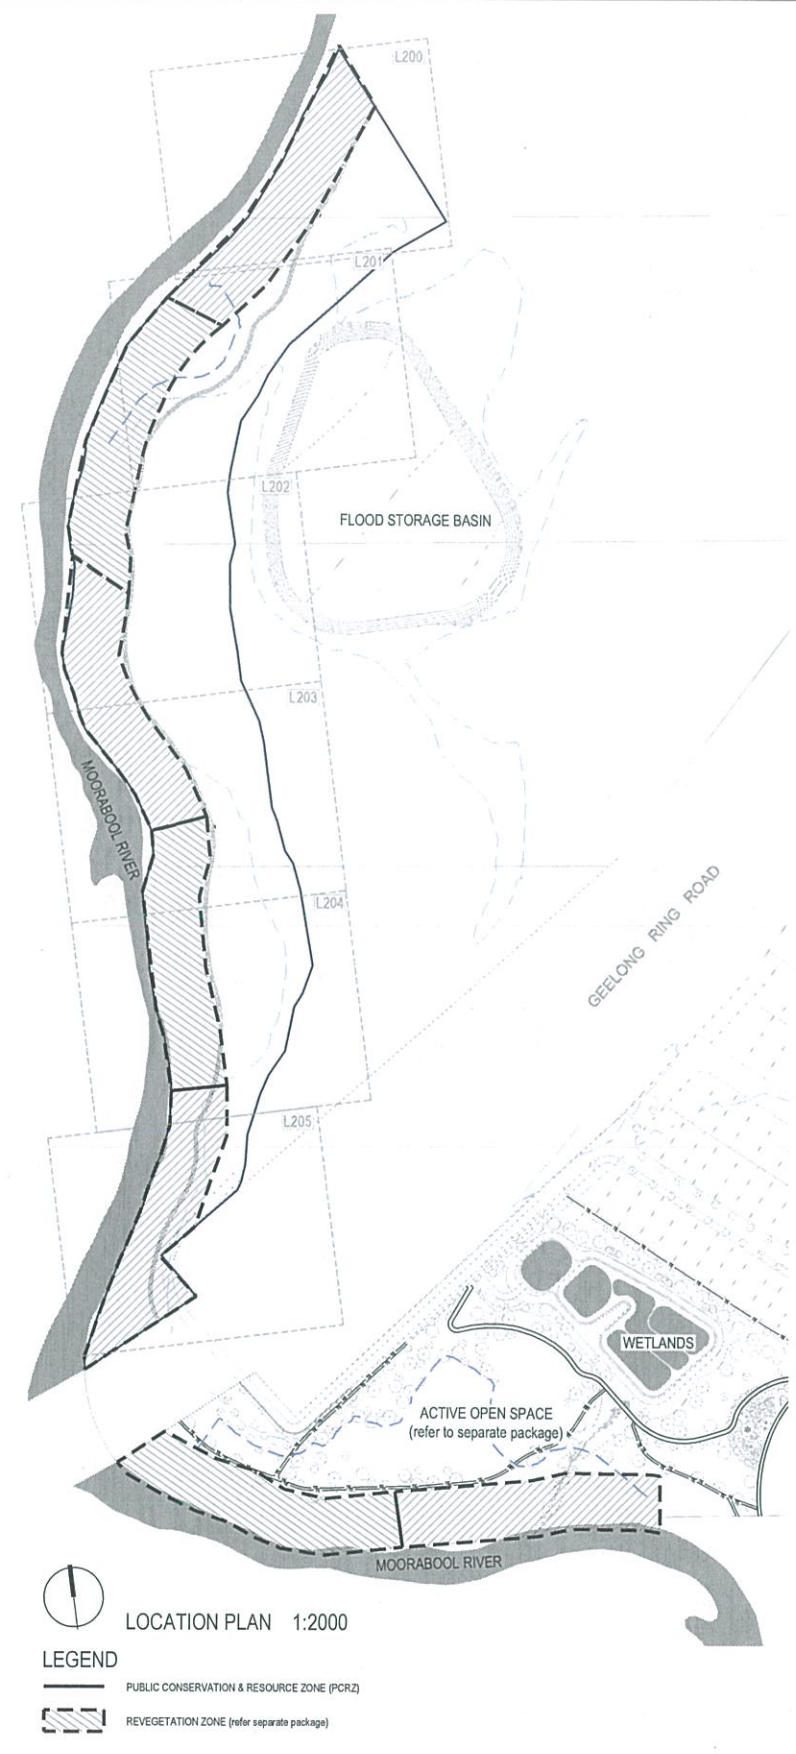 L200
L201
L202
FLOOD STORAGE BASIN
L203
MOORABOOL RIVER
L204
GEELONG RING ROAD
L205
WETLANDS
ACTIVE OPEN SPACE
(refer to separate package)
MOORABOOL RIVER
LOCATION PLAN 1:2000
LEGEND
PUBLIC CONSERVATION & RESOURCE ZONE (PCRZ)
REVEGETATION ZONE (refer separate package)